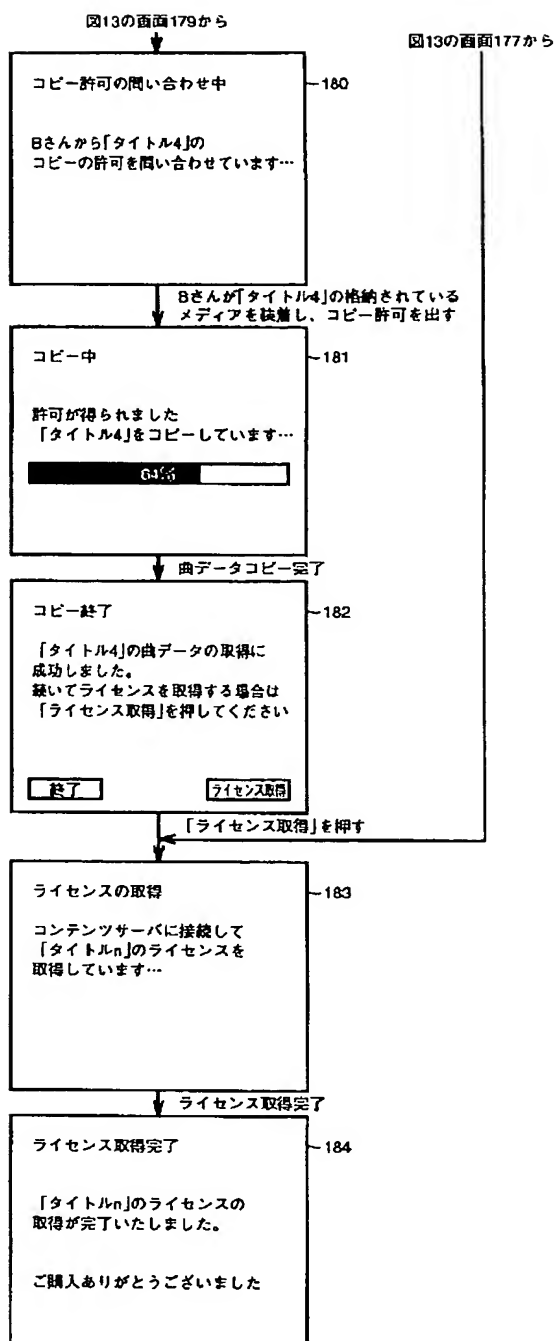 図13の画面179から
図13の画面177から
コピー許可の問い合わせ中
180
Bさんから「タイトル4」の
コピーの許可を問い合わせています…
Bさんが「タイトル4」の格納されている
メディアを装着し、コピー許可を出す
コピー中
181
許可が得られました
「タイトル4」をコピーしています…
64%
曲データコピー完了
コピー終了
182
「タイトル4」の曲データの取得に
成功しました。
続いてライセンスを取得する場合は
「ライセンス取得」を押してください
終了
ライセンス取得
「ライセンス取得」を押す
ライセンスの取得
183
コンテンツサーバに接続して
「タイトルn」のライセンスを
取得しています…
ライセンス取得完了
ライセンス取得完了
184
「タイトルn」のライセンスの
取得が完了いたしました。
ご購入ありがとうございました